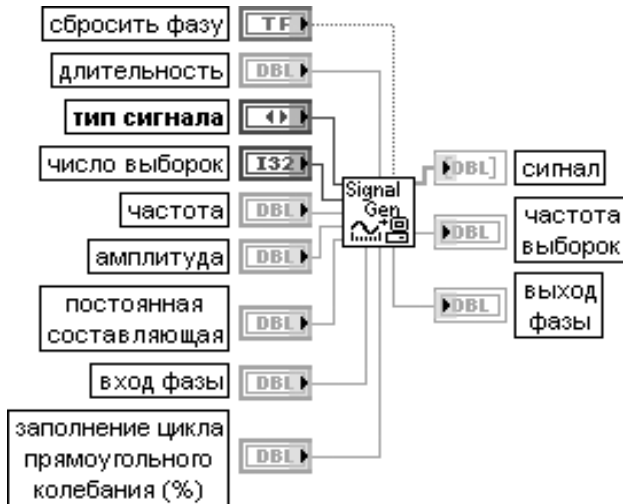 сбросить фазу
TF
длительность
DBL
тип сигнала
число выборок
I32
частота
DBL
амплитуда
DBL
постоянная
составляющая
DBL
вход фазы
DBL
заполнение цикла
прямоугольного
колебания (%)
DBL
Signal
Gen
[DBL]
сигнал
DBL
частота
выборок
DBL
выход
фазы